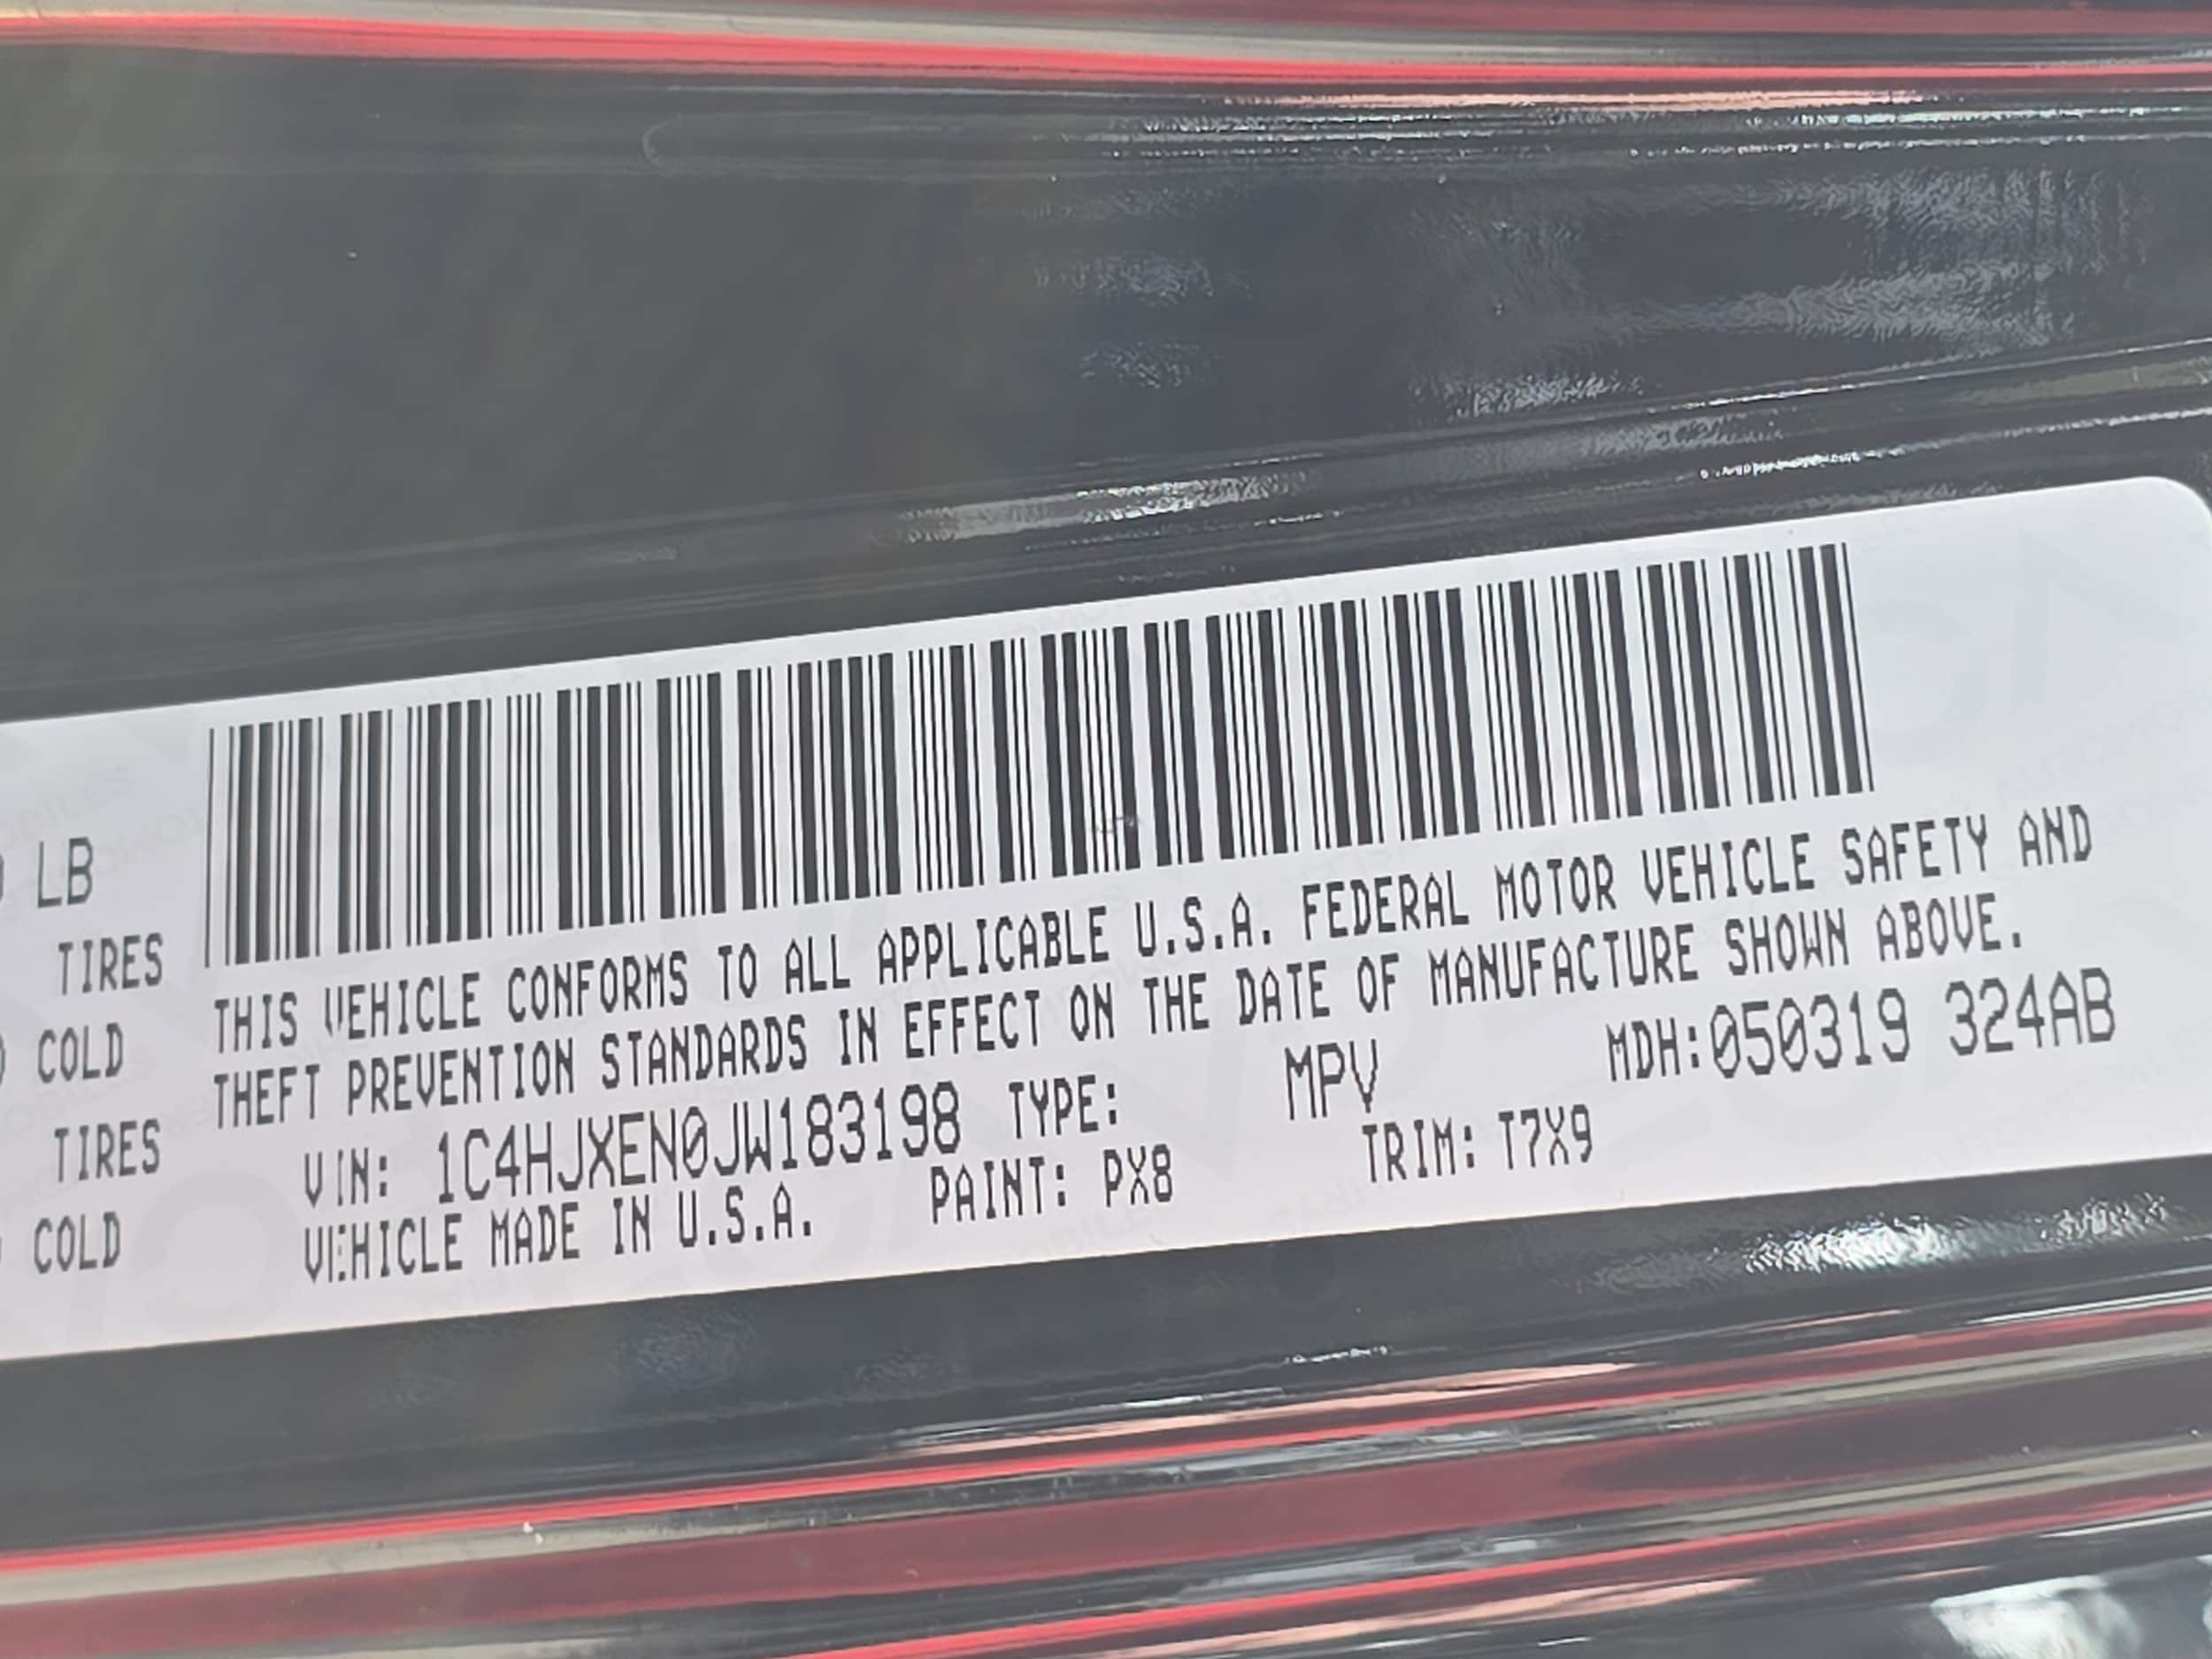 LB
TIRES
COLD
TIRES
COLD
THIS VEHICLE CONFORMS TO ALL APPLICABLE U.S.A. FEDERAL MOTOR VEHICLE SAFETY AND
THEFT PREVENTION STANDARDS IN EFFECT ON THE DATE OF MANUFACTURE SHOWN ABOVE.
VIN: 1C4HJXEN0JW183198 TYPE: MPV MDH:050319 324AB
VEHICLE MADE IN U.S.A. PAINT: PX8 TRIM: T7X9